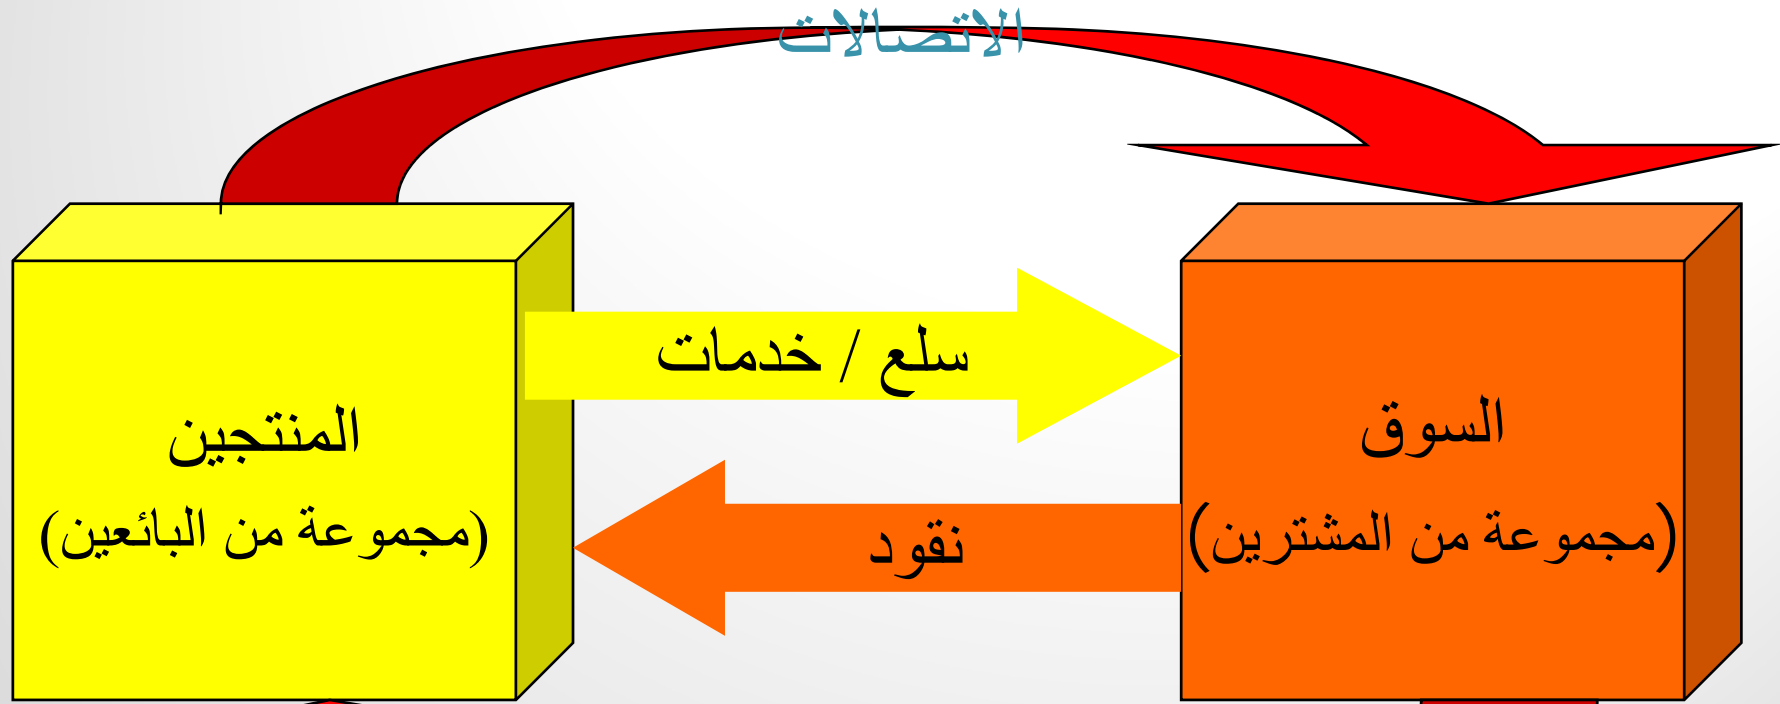 الاتصالات
سلع / خدمات
المنتجين
(مجموعة من البائعين)
السوق
(مجموعة من المشترين)
نقود